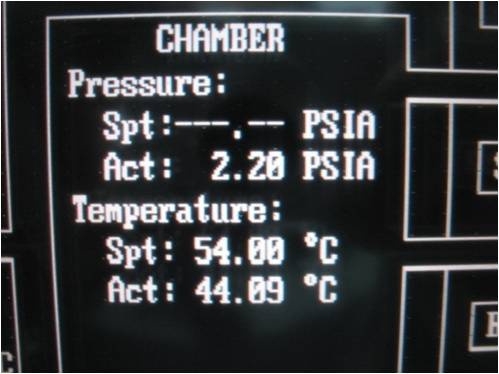 CHAMBER
Pressure:
Spt:---.-- PSIA
Act: 2.20 PSIA
Temperature:
Spt: 54.00 °C
Act: 44.09 °C
C